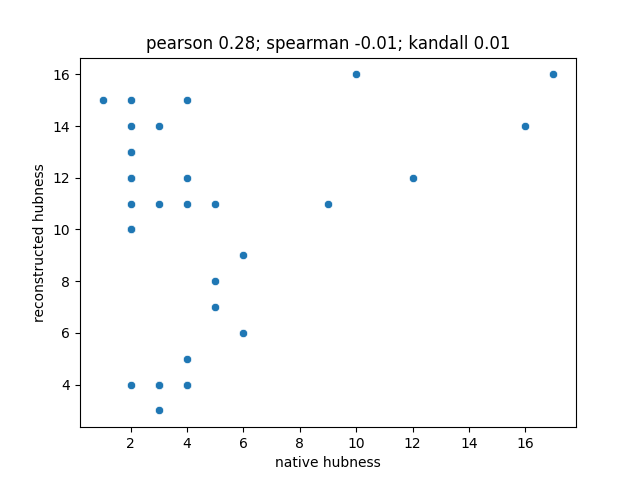 pearson 0.28; spearman -0.01; kandall 0.01
16
14
12
10
8
6
4
reconstructed hubness
2 4 6 8 10 12 14 16
native hubness